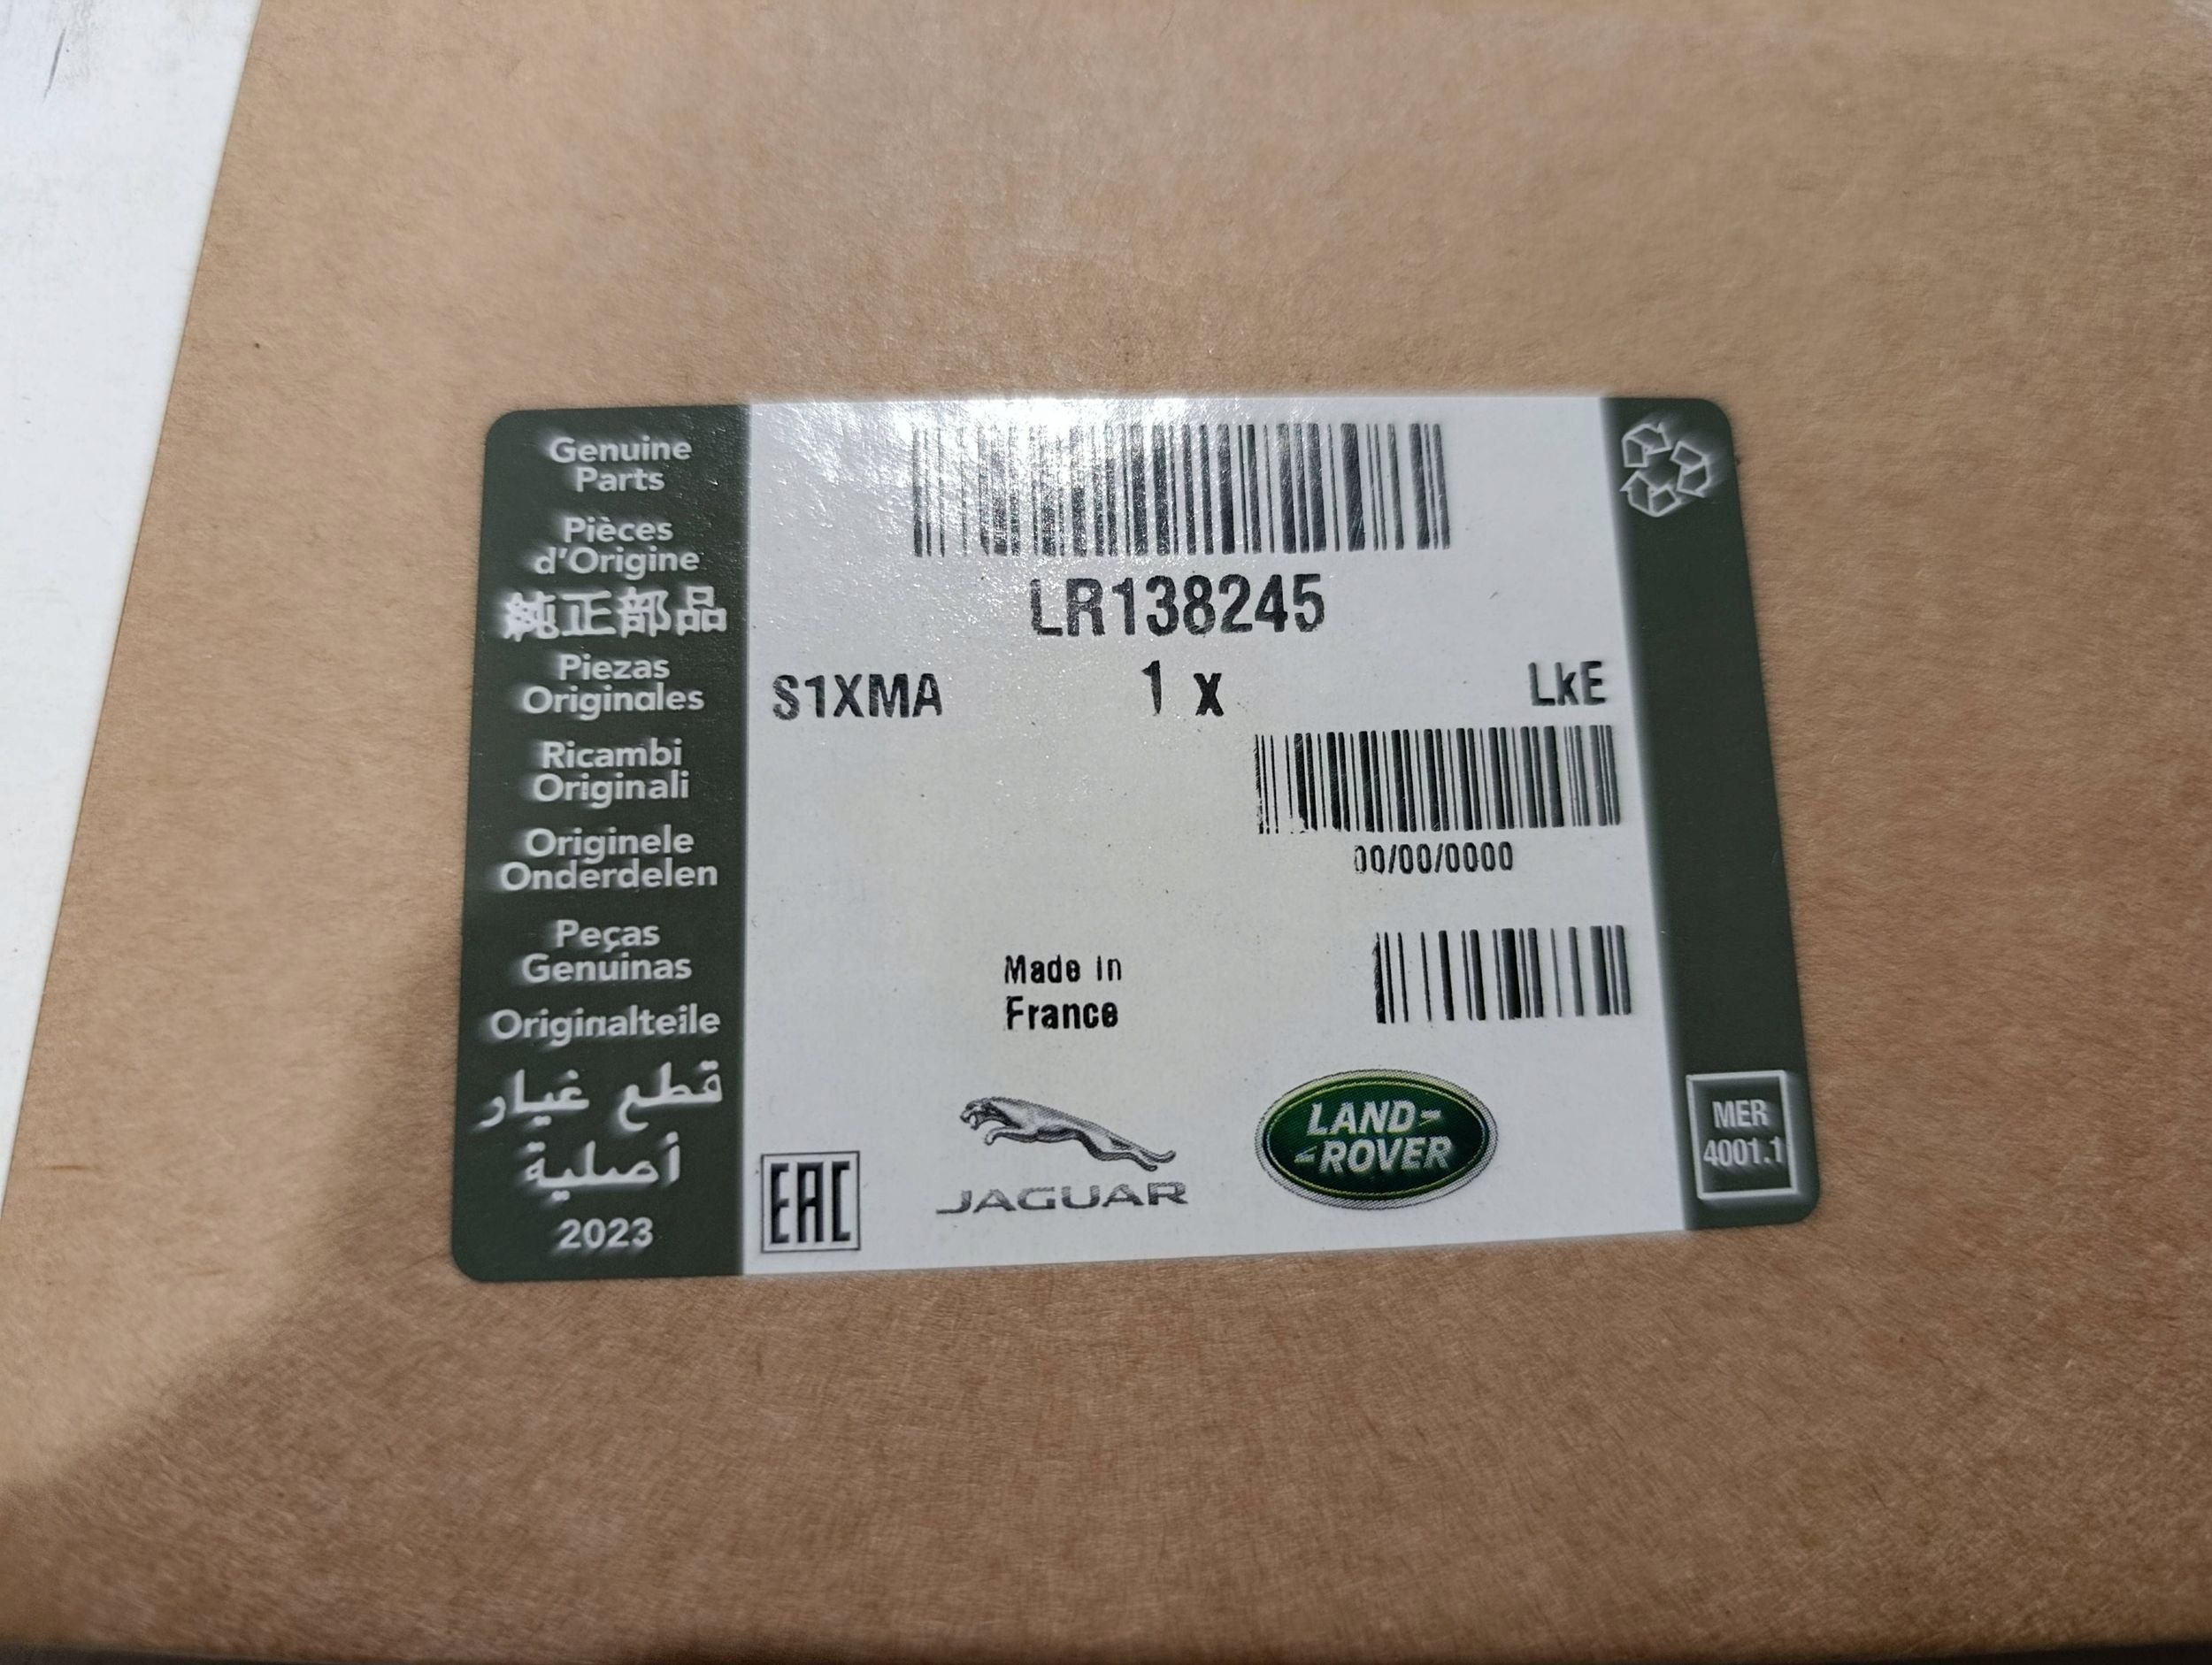 Genuine
Parts
Pièces
d'Origine
純正部品
Piezas
Originales
Ricambi
Originali
Originele
Onderdelen
Peças
Genuinas
Originalteile
قطع غيار
أصلية
2023
LR138245
S1XMA 1 x LkE
00/00/0000
Made in
France
EAC
JAGUAR
LAND-
ROVER
MER
4001.1